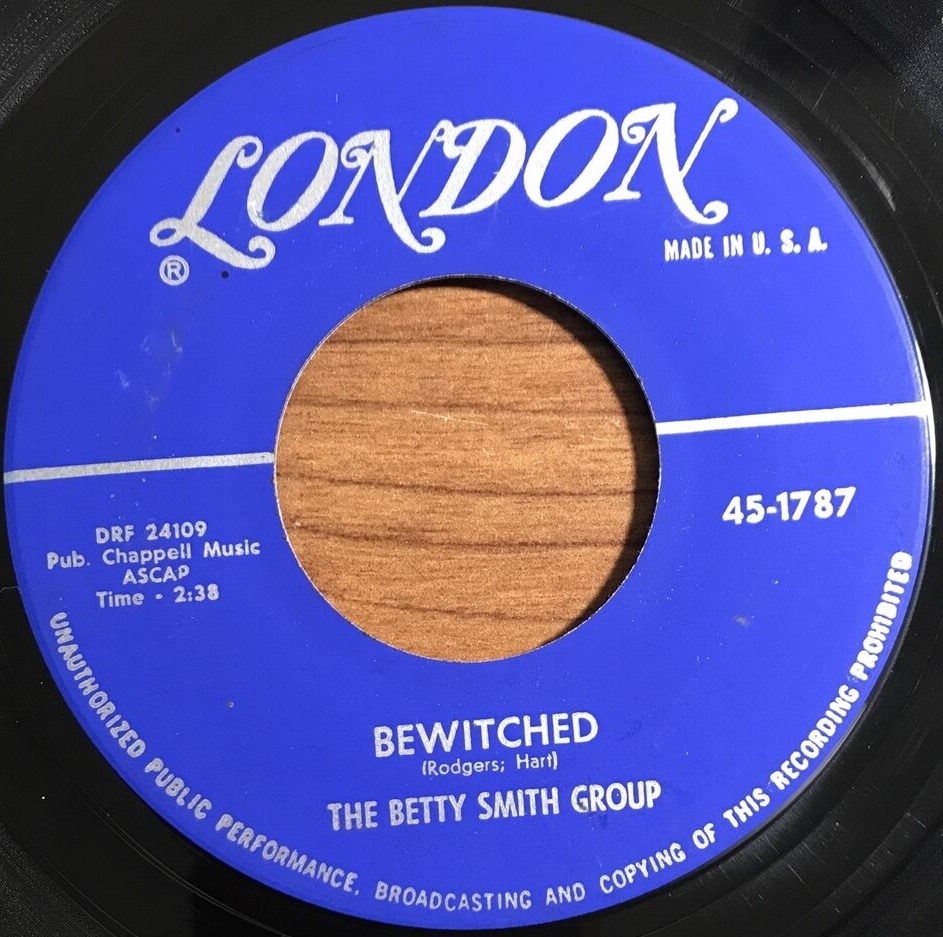 LONDON
®
MADE IN U. S. A.
45-1787
DRF 24109
Pub. Chappell Music
ASCAP
Time - 2:38
BEWITCHED
(Rodgers; Hart)
THE BETTY SMITH GROUP
UNAUTHORIZED PUBLIC PERFORMANCE, BROADCASTING AND COPYING OF THIS RECORDING PROHIBITED